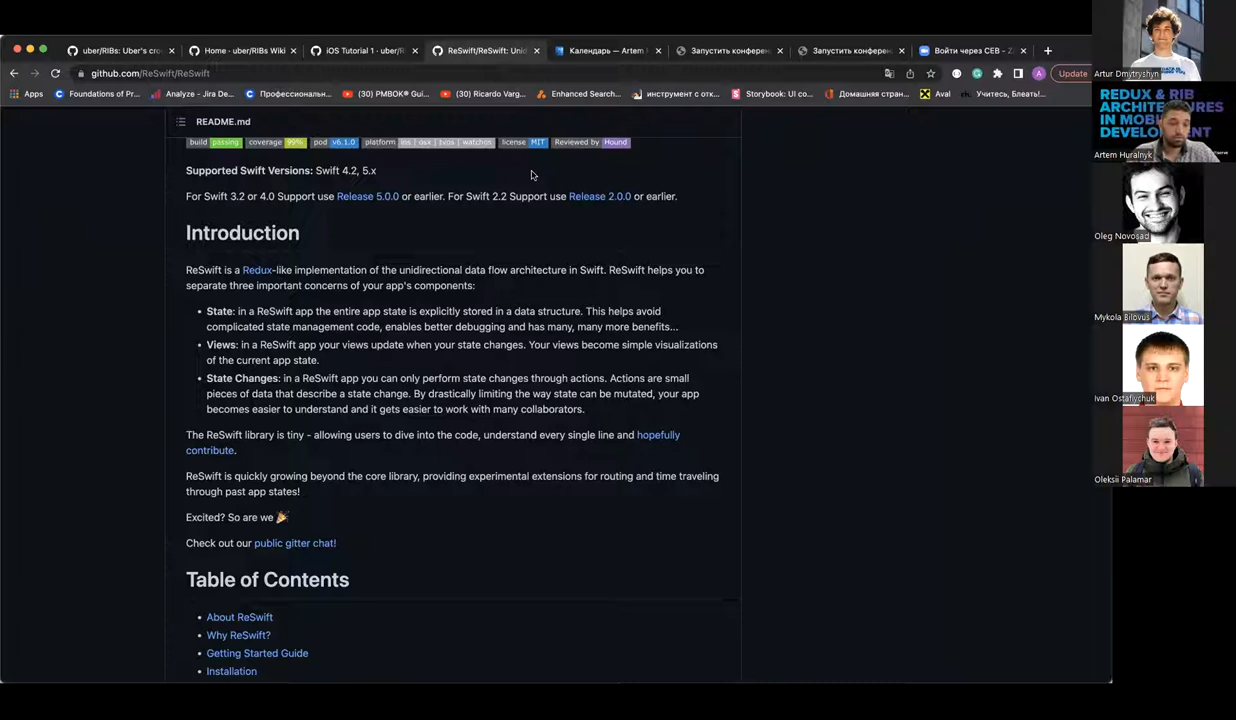 uber/RIBs: Uber's cro
Home · uber/RIBs Wiki
iOS Tutorial 1 · uber/R
ReSwift/ReSwift: Unid
Календарь — Artem
Запустить конферен
Запустить конферен
Войти через СЕВ - Z
github.com/ReSwift/ReSwift
A
Update
Apps
Foundations of Pr...
Analyze - Jira De...
Профессиональн...
(30) PMBOK® Gui...
(30) Ricardo Varg...
Enhanced Search...
инструмент с отк...
Storybook: UI co...
Домашняя стран...
Aval
Учитесь, Блеать!...
README.md
build passing coverage 99% pod v6.1.0 platform ios | osx | tvos | watchos license MIT Reviewed by Hound
Supported Swift Versions: Swift 4.2, 5.x
For Swift 3.2 or 4.0 Support use Release 5.0.0 or earlier. For Swift 2.2 Support use Release 2.0.0 or earlier.
Introduction
ReSwift is a Redux-like implementation of the unidirectional data flow architecture in Swift. ReSwift helps you to
separate three important concerns of your app's components:
• State: in a ReSwift app the entire app state is explicitly stored in a data structure. This helps avoid
complicated state management code, enables better debugging and has many, many more benefits...
• Views: in a ReSwift app your views update when your state changes. Your views become simple visualizations
of the current app state.
• State Changes: in a ReSwift app you can only perform state changes through actions. Actions are small
pieces of data that describe a state change. By drastically limiting the way state can be mutated, your app
becomes easier to understand and it gets easier to work with many collaborators.
The ReSwift library is tiny - allowing users to dive into the code, understand every single line and hopefully
contribute.
ReSwift is quickly growing beyond the core library, providing experimental extensions for routing and time traveling
through past app states!
Excited? So are we 🎉
Check out our public gitter chat!
Table of Contents
• About ReSwift
• Why ReSwift?
• Getting Started Guide
• Installation
Artur Dmytryshyn
REDUX & RIB
ARCHITECTURES
IN MOBILE
DEVELOPMENT
Artem Huralnyk
Oleg Novosad
Mykola Bilovus
Ivan Ostafiychuk
Oleksii Palamar